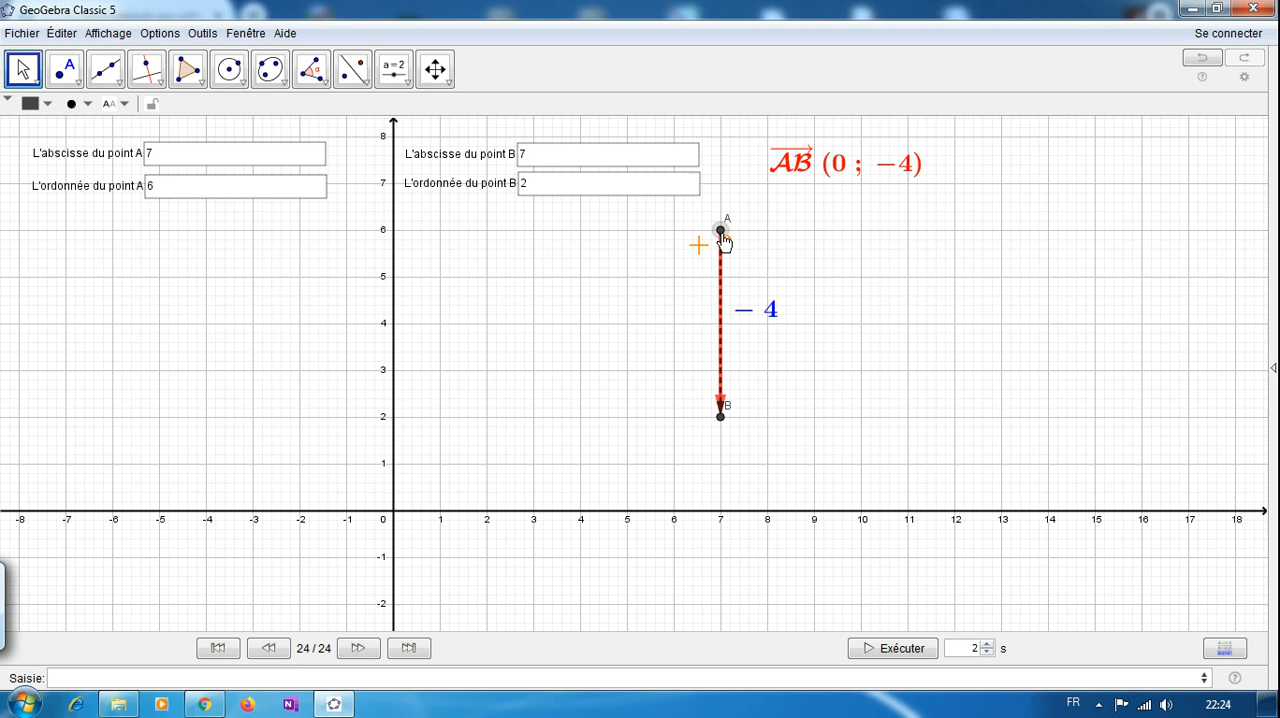 GeoGebra Classic 5
Fichier Éditer Affichage Options Outils Fenêtre Aide Se connecter
A a = 2 α
AA
L'abscisse du point A 7
L'ordonnée du point A 6
L'abscisse du point B 7
L'ordonnée du point B 2
AB (0 ; −4)
A
− 4
B
8
7
6
5
4
3
2
1
0
-1
-2
-8 -7 -6 -5 -4 -3 -2 -1 1 2 3 4 5 6 7 8 9 10 11 12 13 14 15 16 17 18
24 / 24 Exécuter 2 s
Saisie:
FR 22:24